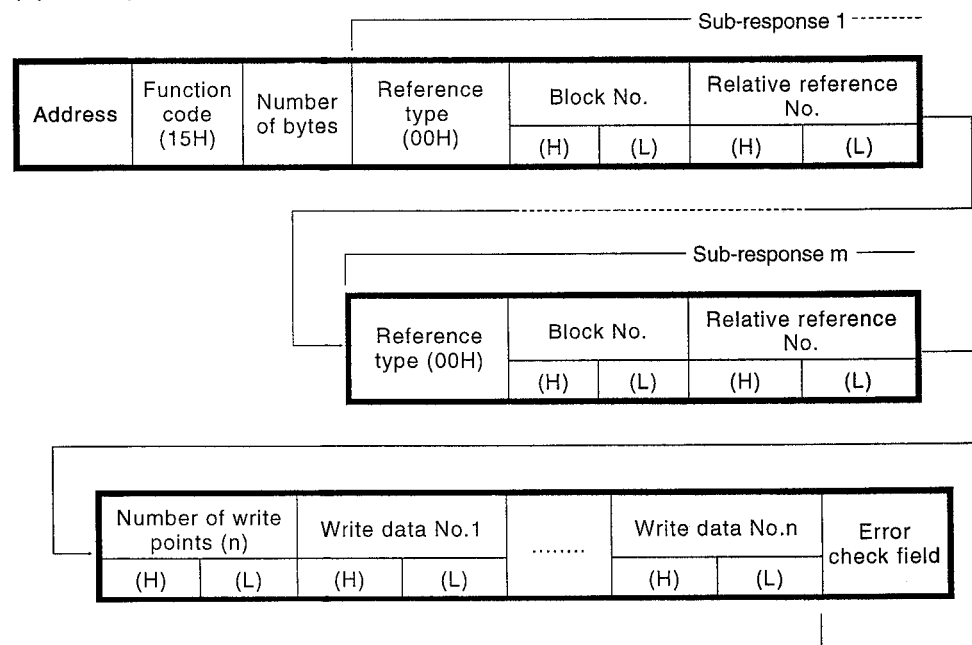 Sub-response 1
Address
Function code (15H)
Number of bytes
Reference type (00H)
Block No.
Relative reference No.
(H) (L) (H) (L)
Sub-response m
Reference type (00H)
Block No.
Relative reference No.
(H) (L) (H) (L)
Number of write points (n)
Write data No.1
........
Write data No.n
Error check field
(H) (L) (H) (L) (H) (L)